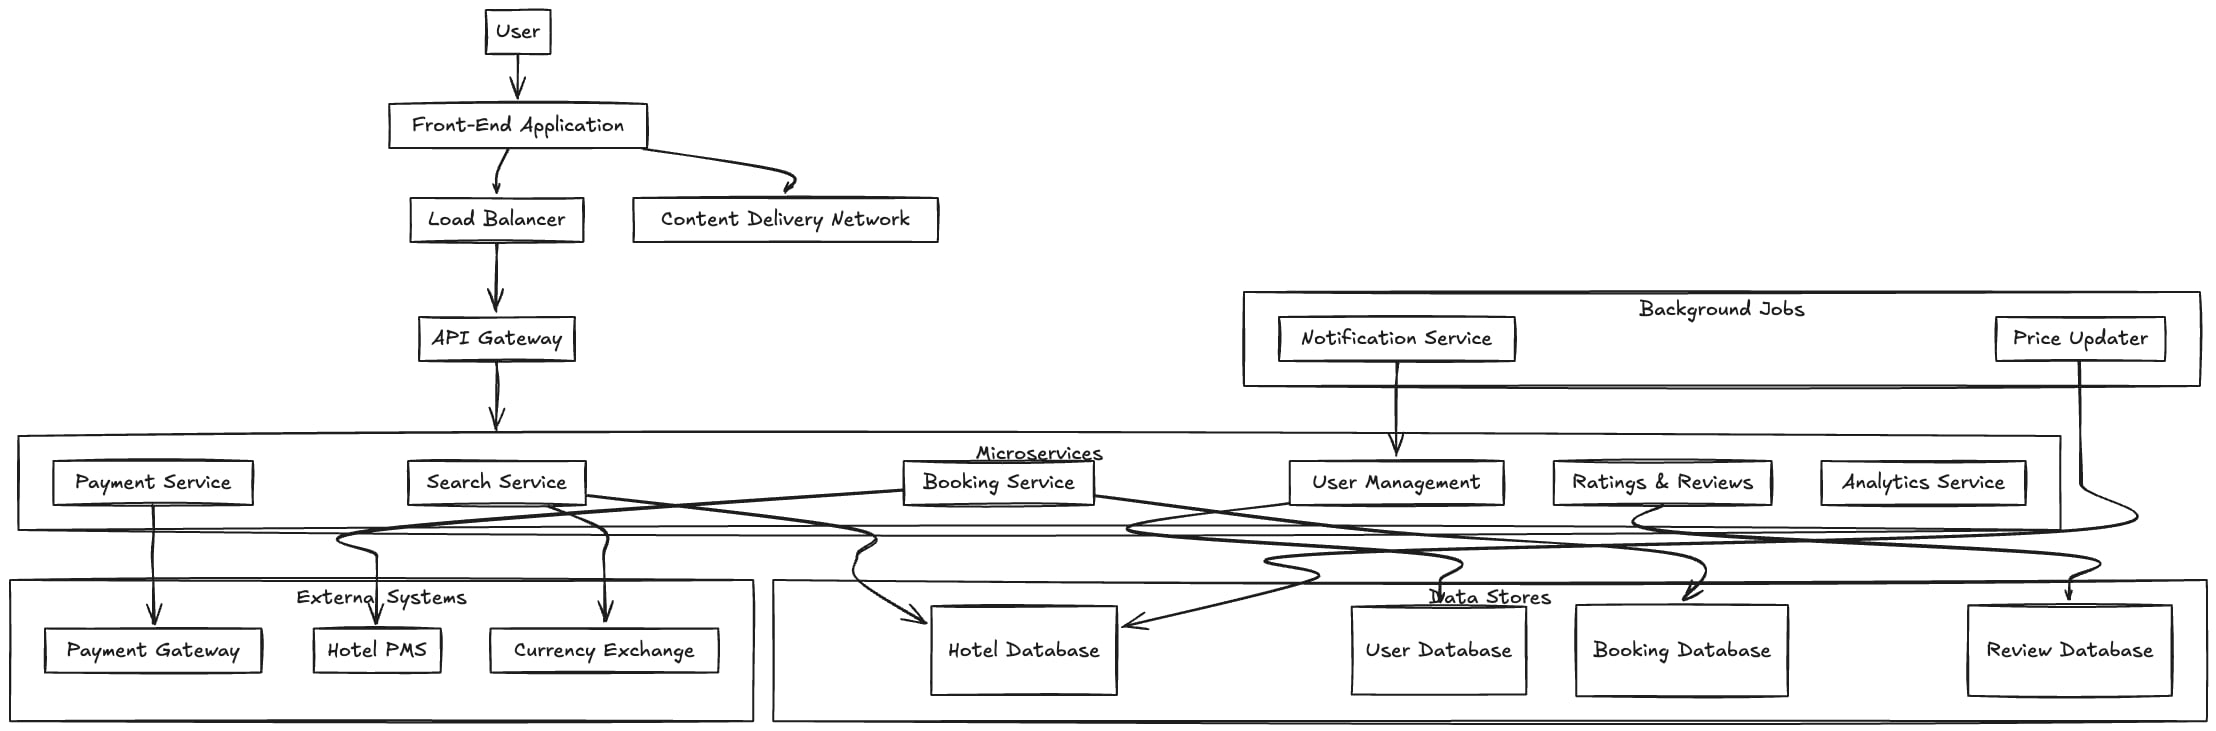 User
Front-End Application
Load Balancer
Content Delivery Network
Background Jobs
API Gateway
Notification Service
Price Updater
Microservices
Payment Service
Search Service
Booking Service
User Management
Ratings & Reviews
Analytics Service
External Systems
Data Stores
Payment Gateway
Hotel PMS
Currency Exchange
Hotel Database
User Database
Booking Database
Review Database